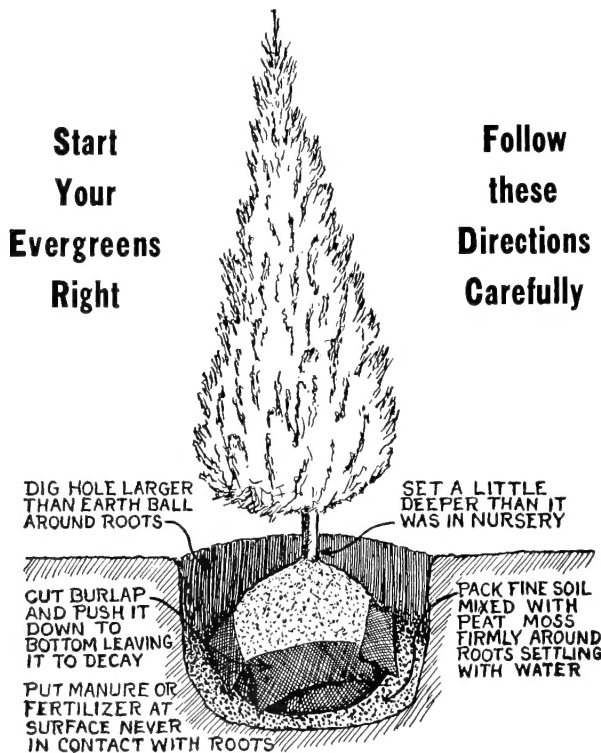 Start
Your
Evergreens
Right
Follow
these
Directions
Carefully
DIG HOLE LARGER
THAN EARTH BALL
AROUND ROOTS
SET A LITTLE
DEEPER THAN IT
WAS IN NURSERY
CUT BURLAP
AND PUSH IT
DOWN TO
BOTTOM LEAVING
IT TO DECAY
PACK FINE SOIL
MIXED WITH
PEAT MOSS
FIRMLY AROUND
ROOTS SETTLING
WITH WATER
PUT MANURE OR
FERTILIZER AT
SURFACE NEVER
IN CONTACT WITH ROOTS